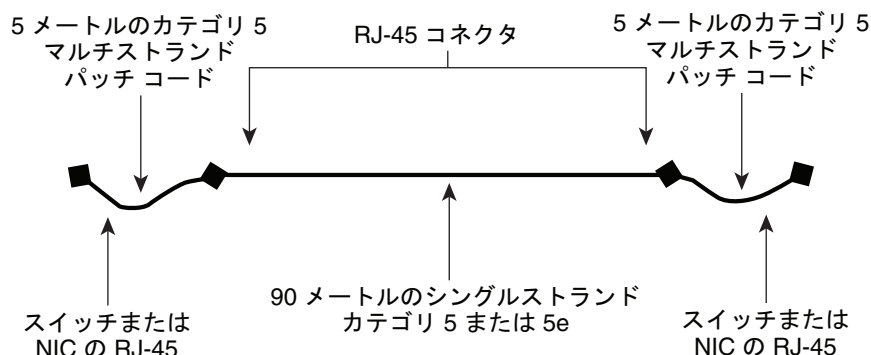 5 メートルのカテゴリ 5
マルチストランド
パッチ コード
RJ-45 コネクタ
5 メートルのカテゴリ 5
マルチストランド
パッチ コード
スイッチまたは
NIC の RJ-45
90 メートルのシングルストランド
カテゴリ 5 または 5e
スイッチまたは
NIC の RJ-45